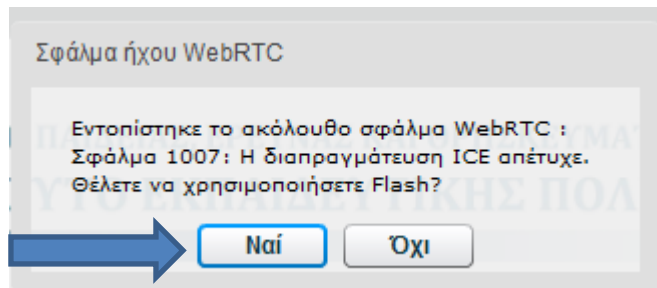 Σφάλμα ήχου WebRTC
Εντοπίστηκε το ακόλουθο σφάλμα WebRTC :
Σφάλμα 1007: Η διαπραγμάτευση ICE απέτυχε.
Θέλετε να χρησιμοποιήσετε Flash?
Ναί Όχι